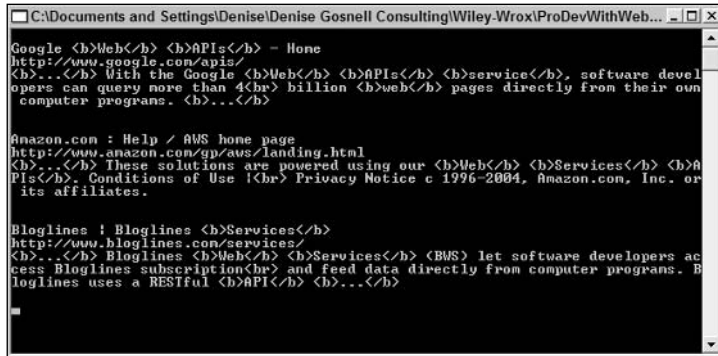 C:\Documents and Settings\Denise\Denise Gosnell Consulting\Wiley-Wrox\ProDevWithWeb...
Google <b>Web</b> <b>APIs</b> - Home
http://www.google.com/apis/
<b>...</b> With the Google <b>Web</b> <b>APIs</b> <b>service</b>, software devel
opers can query more than 4<br> billion <b>web</b> pages directly from their own
computer programs. <b>...</b>
Amazon.com : Help / AWS home page
http://www.amazon.com/gp/aws/landing.html
<b>...</b> These solutions are powered using our <b>Web</b> <b>Services</b> <b>A
PIs</b>. Conditions of Use |<br> Privacy Notice c 1996-2004, Amazon.com, Inc. or
its affiliates.
Bloglines | Bloglines <b>Services</b>
http://www.bloglines.com/services/
<b>...</b> Bloglines <b>Web</b> <b>Services</b> (BWS) let software developers ac
cess Bloglines subscription<br> and feed data directly from computer programs. B
loglines uses a RESTful <b>API</b> <b>...</b>